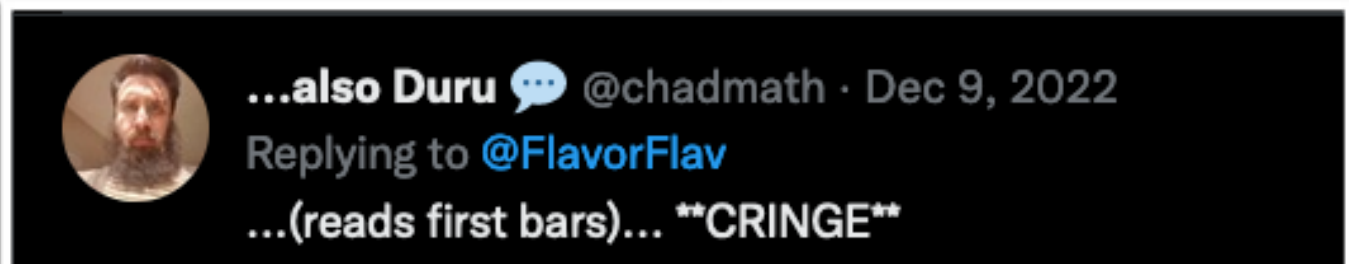 ...also Duru 💬 @chadmath · Dec 9, 2022
Replying to @FlavorFlav
...(reads first bars)... **CRINGE**